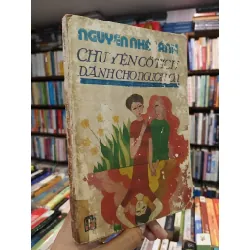 NGUYỄN NHẬT ÁNH
CHUYỆN CỔ TÍCH
DÀNH CHO NGƯỜI LỚN